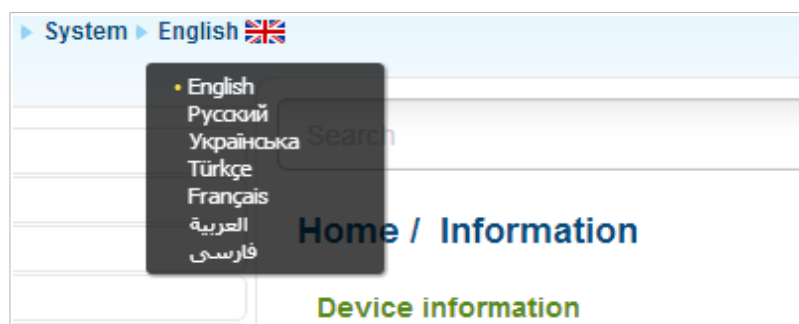 System English
English
Русский
Українська
Türkçe
Français
العربية
فارسی
Search
Home / Information
Device information